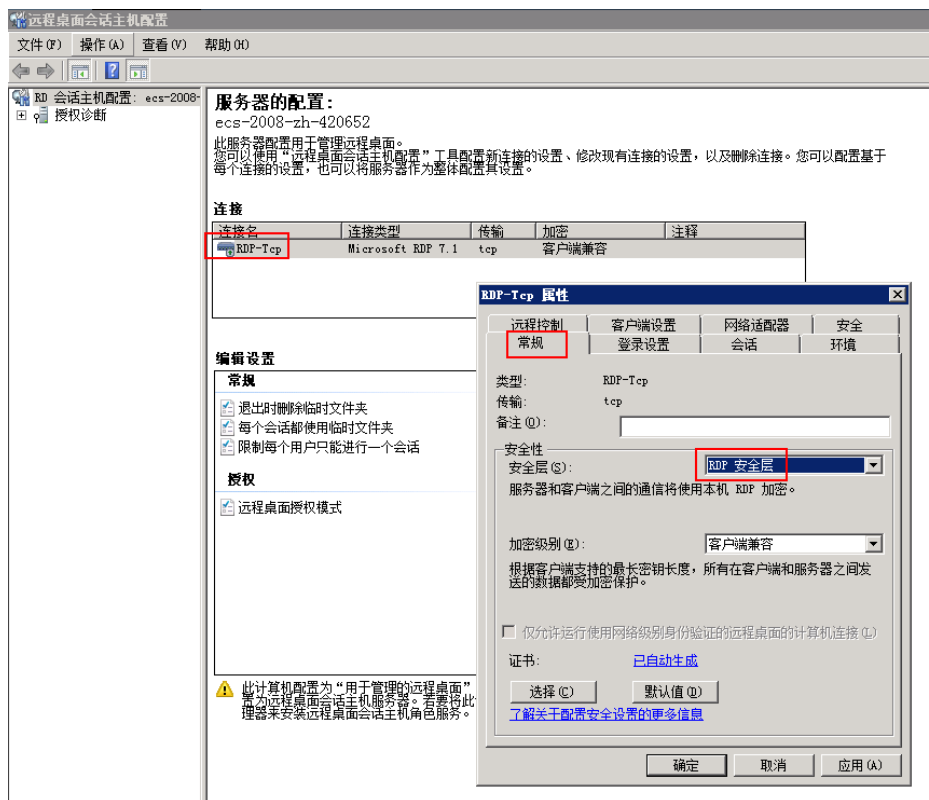 远程桌面会话主机配置
文件(F) 操作(A) 查看(V) 帮助(H)
RD 会话主机配置: ecs-2008-
授权诊断
服务器的配置:
ecs-2008-zh-420652
此服务器配置用于管理远程桌面。
您可以使用“远程桌面会话主机配置”工具配置新连接的设置、修改现有连接的设置，以及删除连接。您可以配置基于
每个连接的设置，也可以将服务器作为整体配置其设置。
连接
连接名 连接类型 传输 加密 注释
RDP-Tcp Microsoft RDP 7.1 tcp 客户端兼容
编辑设置
常规
退出时删除临时文件夹
每个会话都使用临时文件夹
限制每个用户只能进行一个会话
授权
远程桌面授权模式
此计算机配置为“用于管理的远程桌面”
置为远程桌面会话主机服务器。若要将此
理器来安装远程桌面会话主机角色服务。
RDP-Tcp 属性
远程控制 客户端设置 网络适配器 安全
常规 登录设置 会话 环境
类型: RDP-Tcp
传输: tcp
备注(O):
安全性
安全层(S): RDP 安全层
服务器和客户端之间的通信将使用本机 RDP 加密。
加密级别(E): 客户端兼容
根据客户端支持的最长密钥长度，所有在客户端和服务器之间发
送的数据都受加密保护。
仅允许运行使用网络级别身份验证的远程桌面的计算机连接(L)
证书: 已自动生成
选择(C) 默认值(D)
了解关于配置安全设置的更多信息
确定 取消 应用(A)